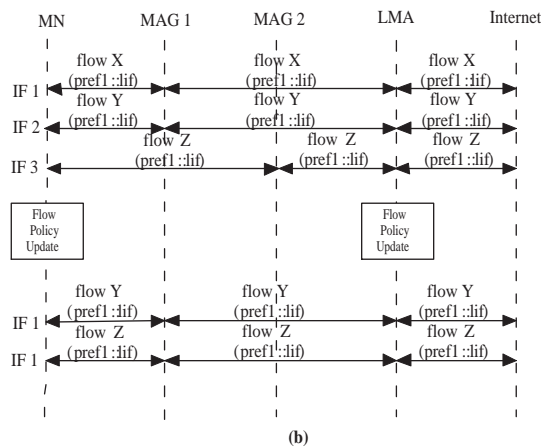 MN MAG 1 MAG 2 LMA Internet
flow X flow X flow X
IF 1 (pref1::lif) (pref1::lif) (pref1::lif)
flow Y flow Y flow Y
IF 2 (pref1::lif) (pref1::lif) (pref1::lif)
flow Z flow Z flow Z
IF 3 (pref1::lif) (pref1::lif) (pref1::lif)
Flow
Policy
Update
Flow
Policy
Update
flow Y flow Y flow Y
IF 1 (pref1::lif) (pref1::lif) (pref1::lif)
flow Z flow Z flow Z
IF 1 (pref1::lif) (pref1::lif) (pref1::lif)
(b)